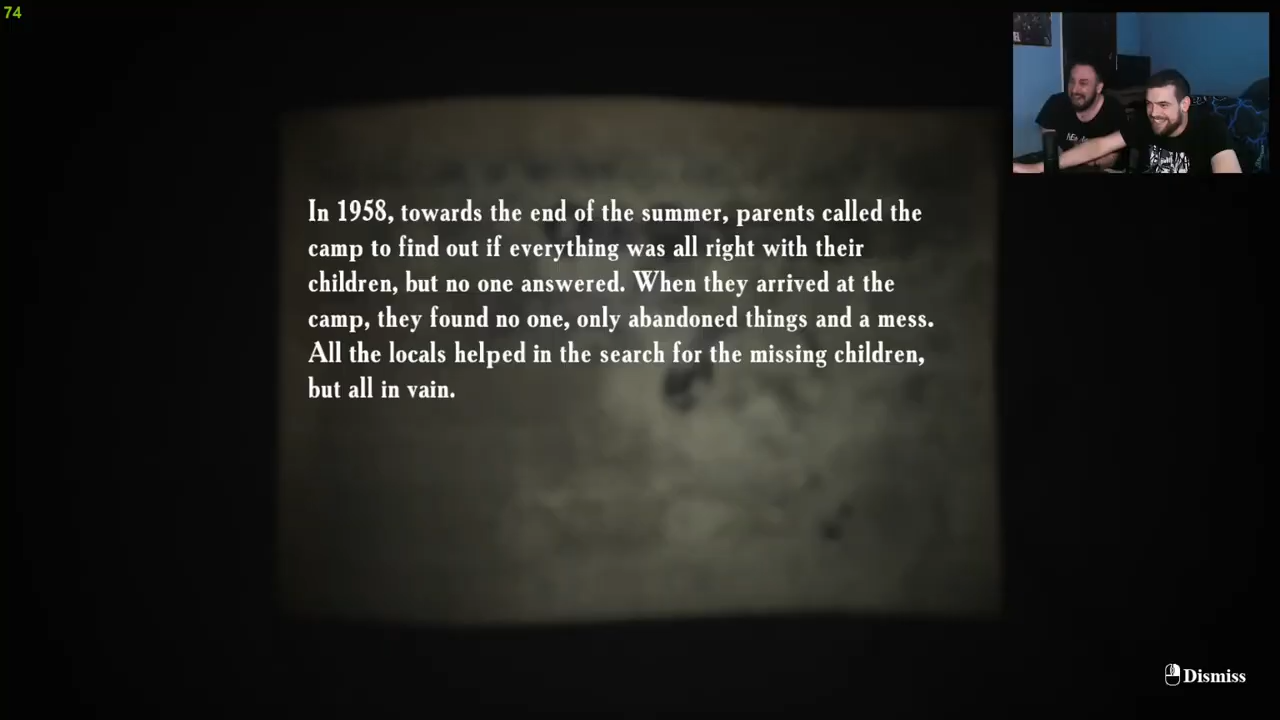 74
In 1958, towards the end of the summer, parents called the
camp to find out if everything was all right with their
children, but no one answered. When they arrived at the
camp, they found no one, only abandoned things and a mess.
All the locals helped in the search for the missing children,
but all in vain.
Dismiss